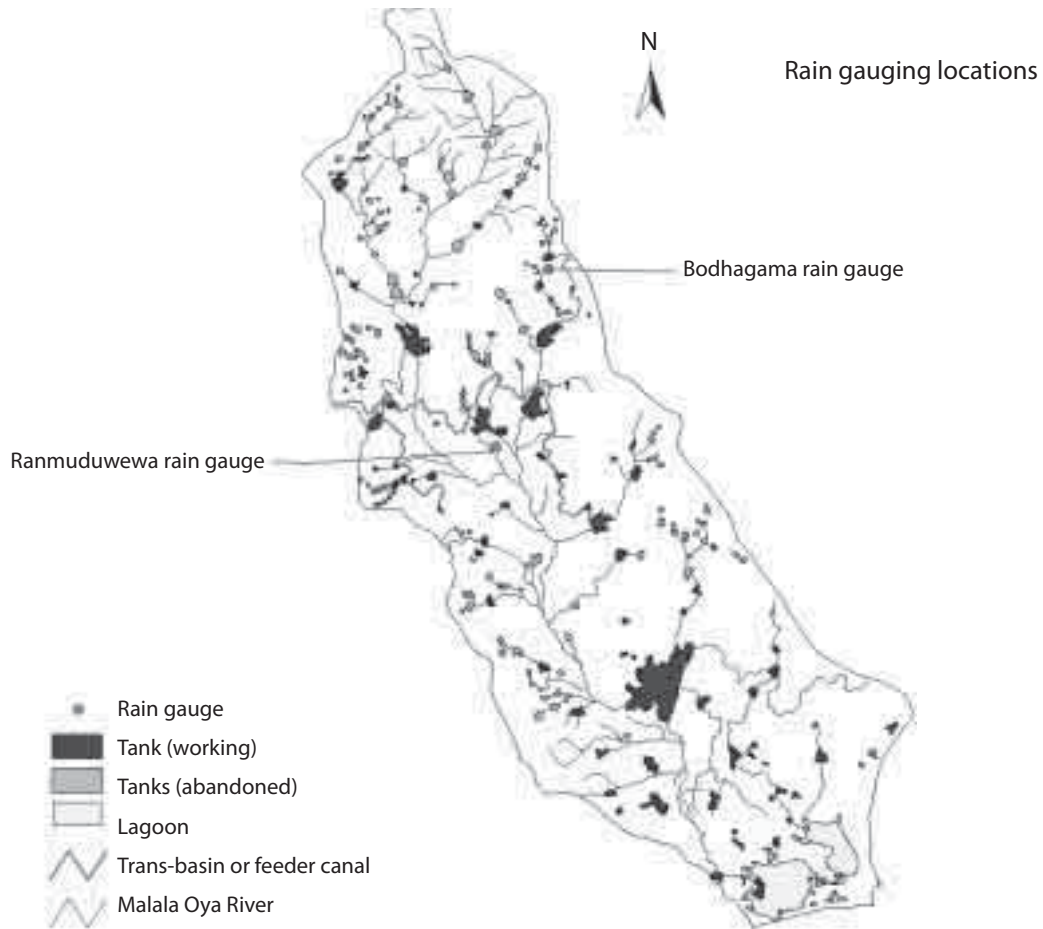 N
Rain gauging locations
Bodhagama rain gauge
Ranmuduwewa rain gauge
Rain gauge
Tank (working)
Tanks (abandoned)
Lagoon
Trans-basin or feeder canal
Malala Oya River